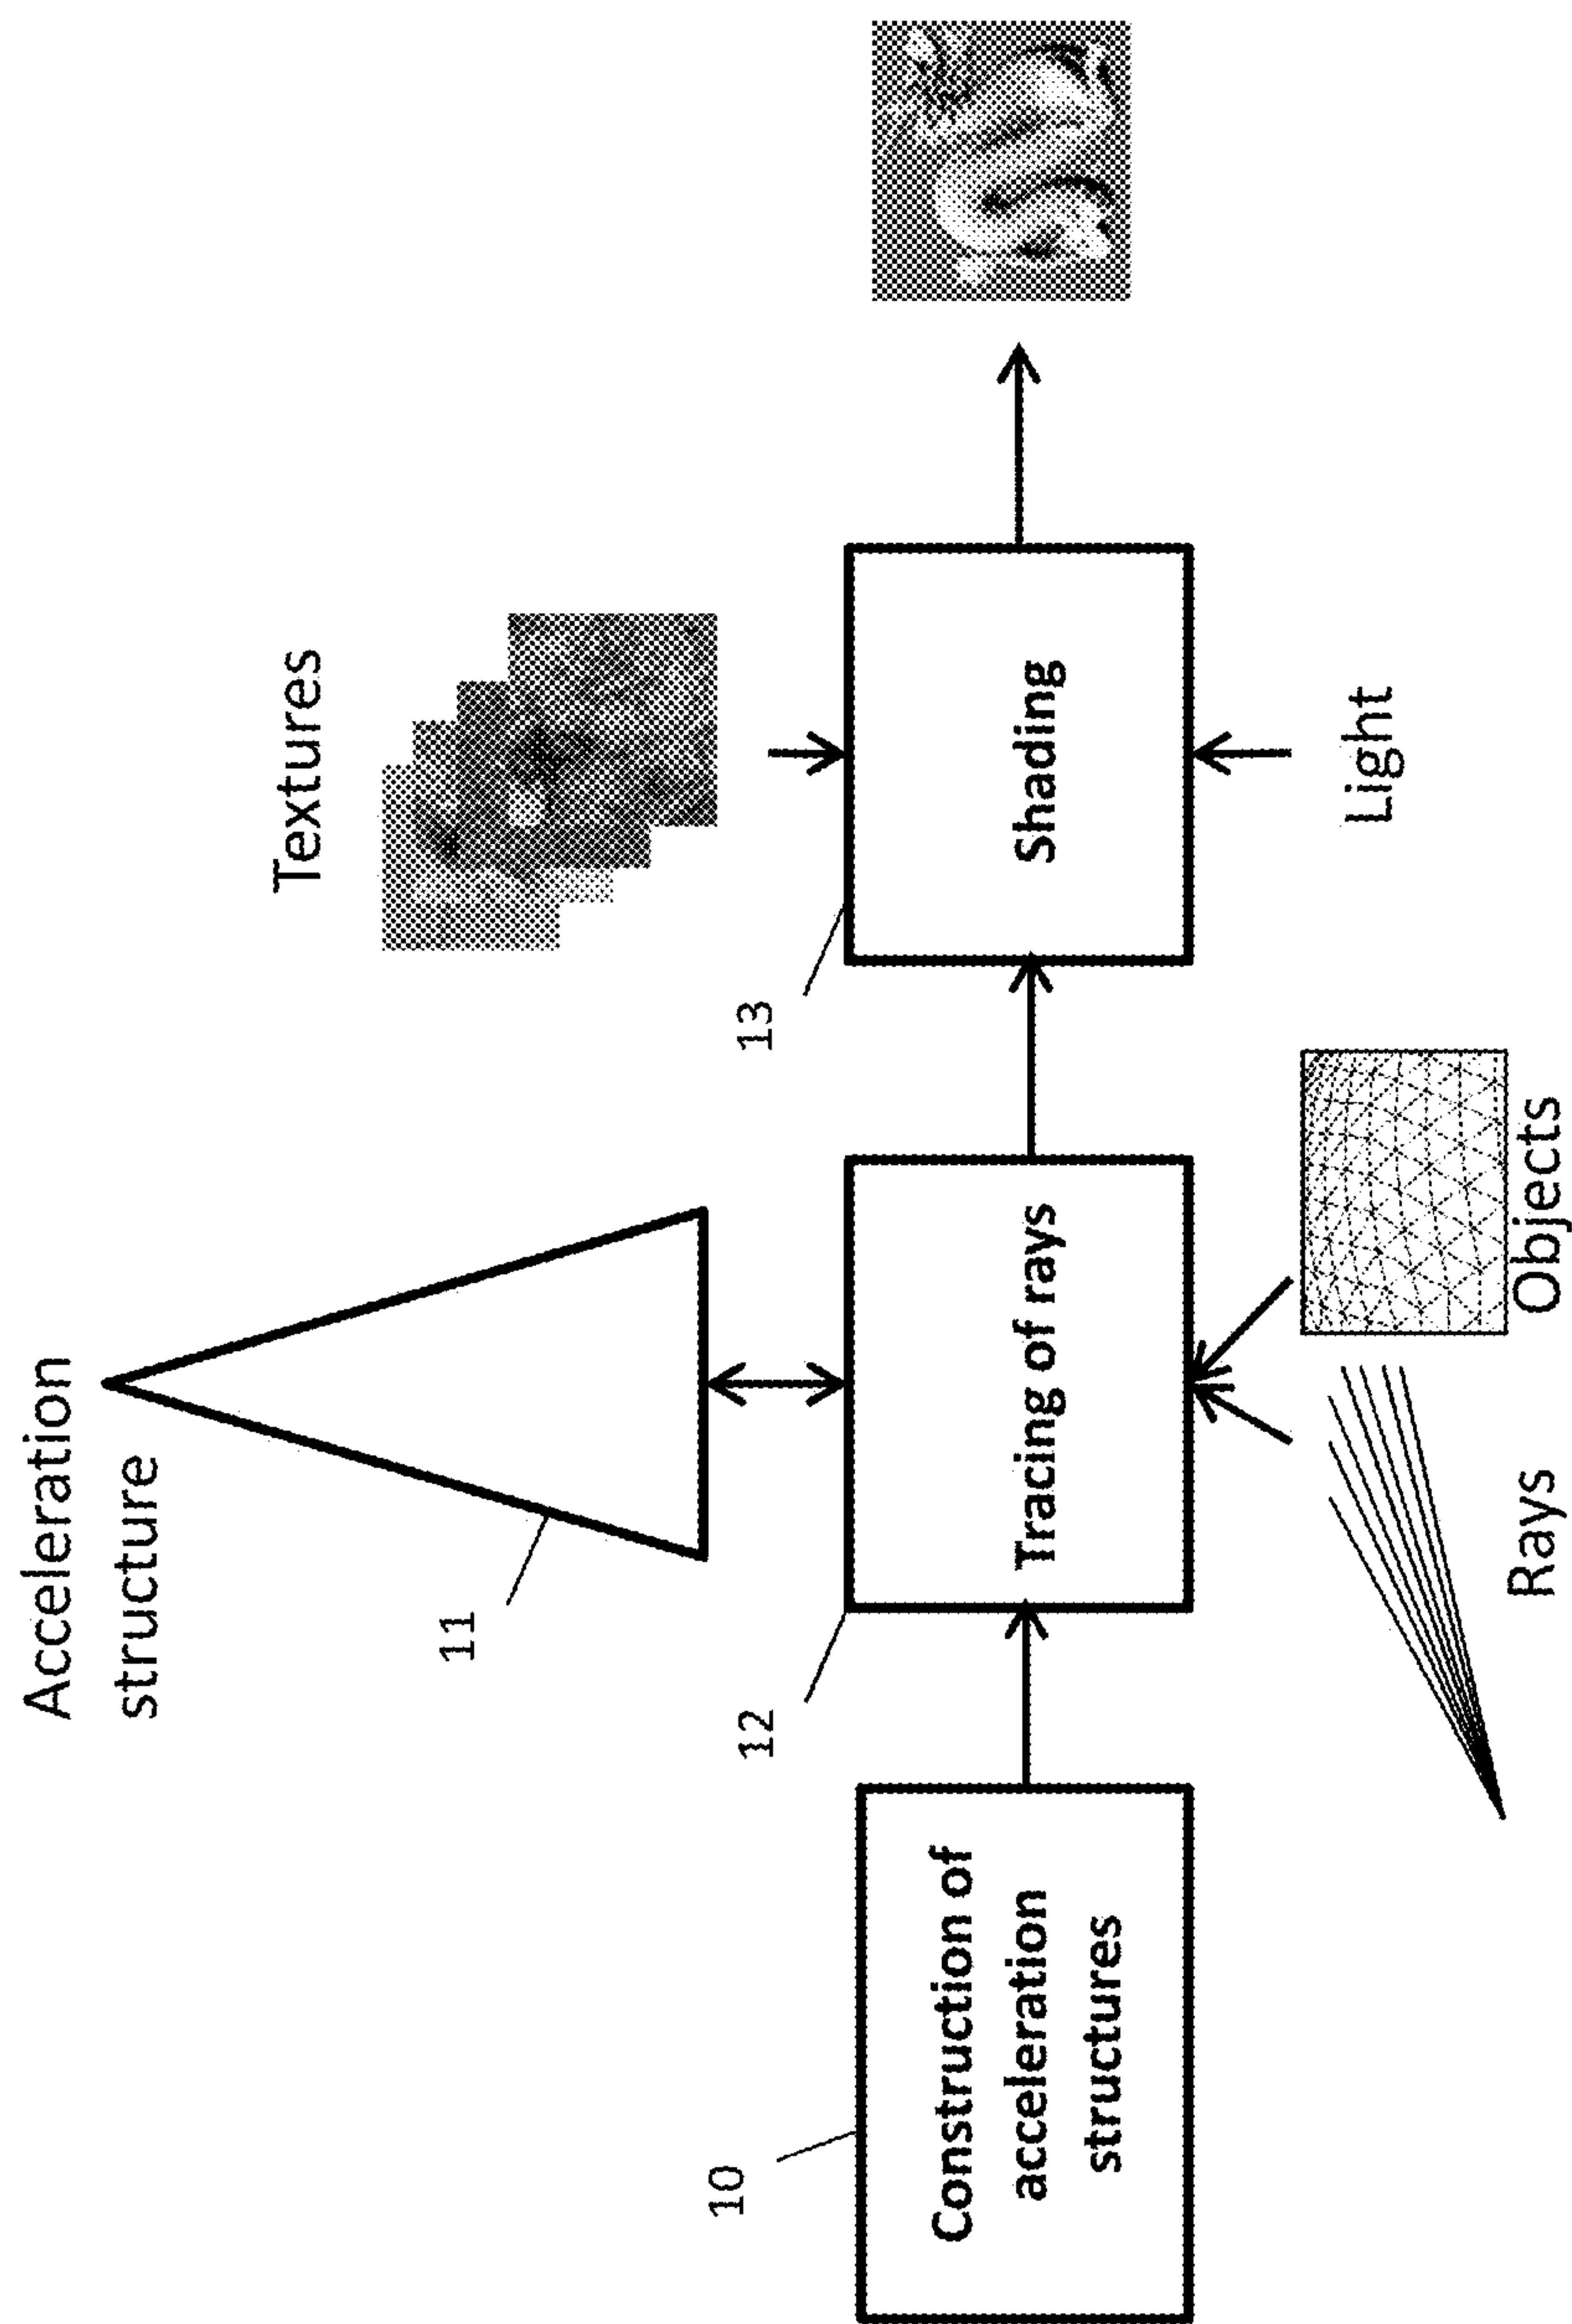 Acceleration
structure
Textures
11
12
13
10
Construction of
acceleration
structures
Tracing of rays
Shading
Rays
Objects
Light